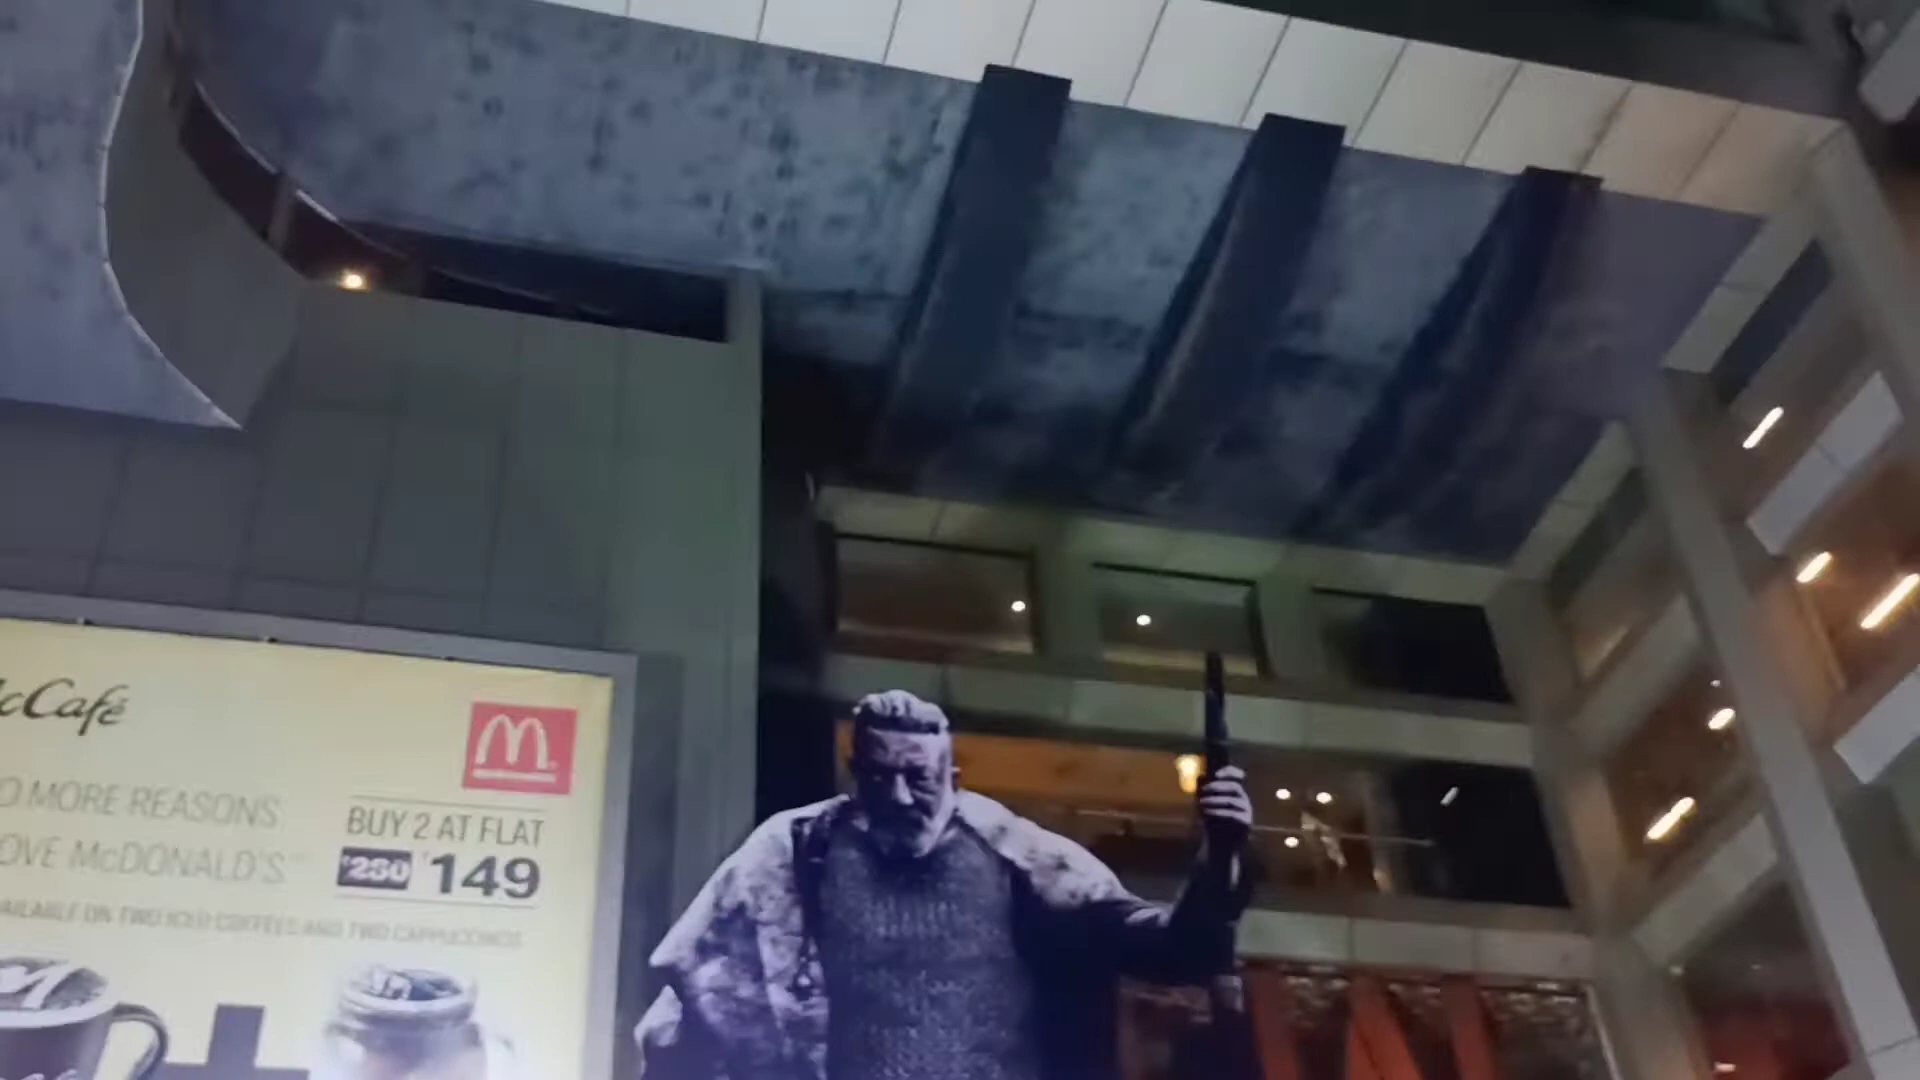 cCafé
O MORE REASONS
OVE McDONALD'S
BUY 2 AT FLAT
₹280 ₹149
AILABLE ON TWO ICED COFFEES AND TWO CAPPUCCINOS